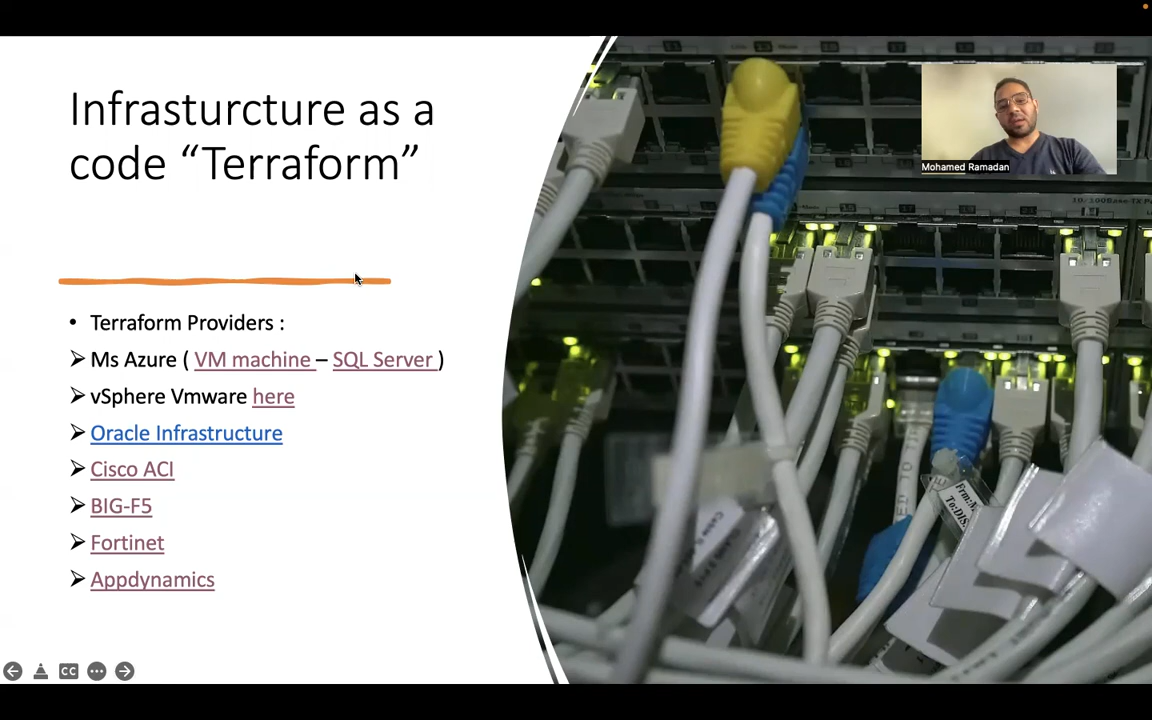 Infrasturcture as a
code “Terraform”
• Terraform Providers :
➢ Ms Azure ( VM machine – SQL Server )
➢ vSphere Vmware here
➢ Oracle Infrastructure
➢ Cisco ACI
➢ BIG-F5
➢ Fortinet
➢ Appdynamics
Mohamed Ramadan
CC